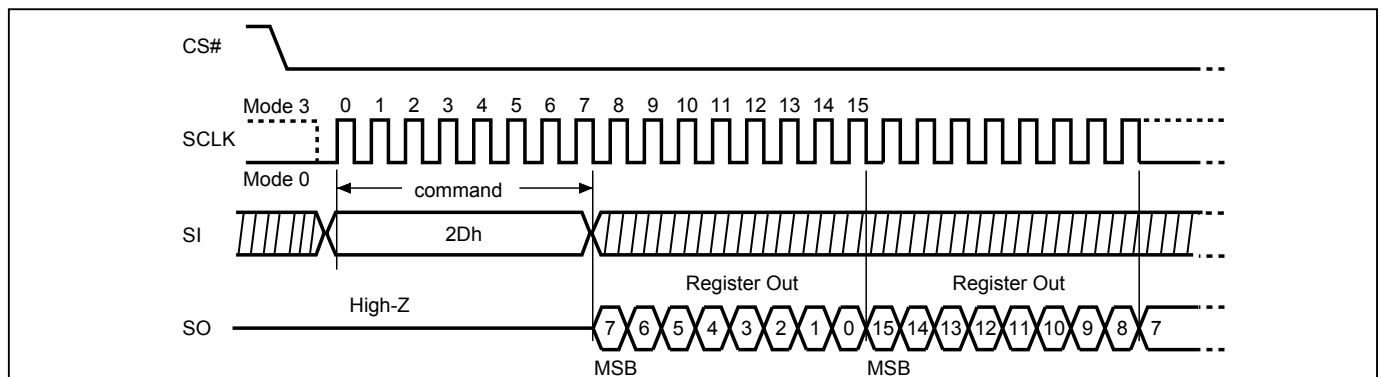 CS#
Mode 3 0 1 2 3 4 5 6 7 8 9 10 11 12 13 14 15
SCLK
Mode 0
command
SI 2Dh
Register Out Register Out
High-Z
SO 7 6 5 4 3 2 1 0 15 14 13 12 11 10 9 8 7
MSB MSB